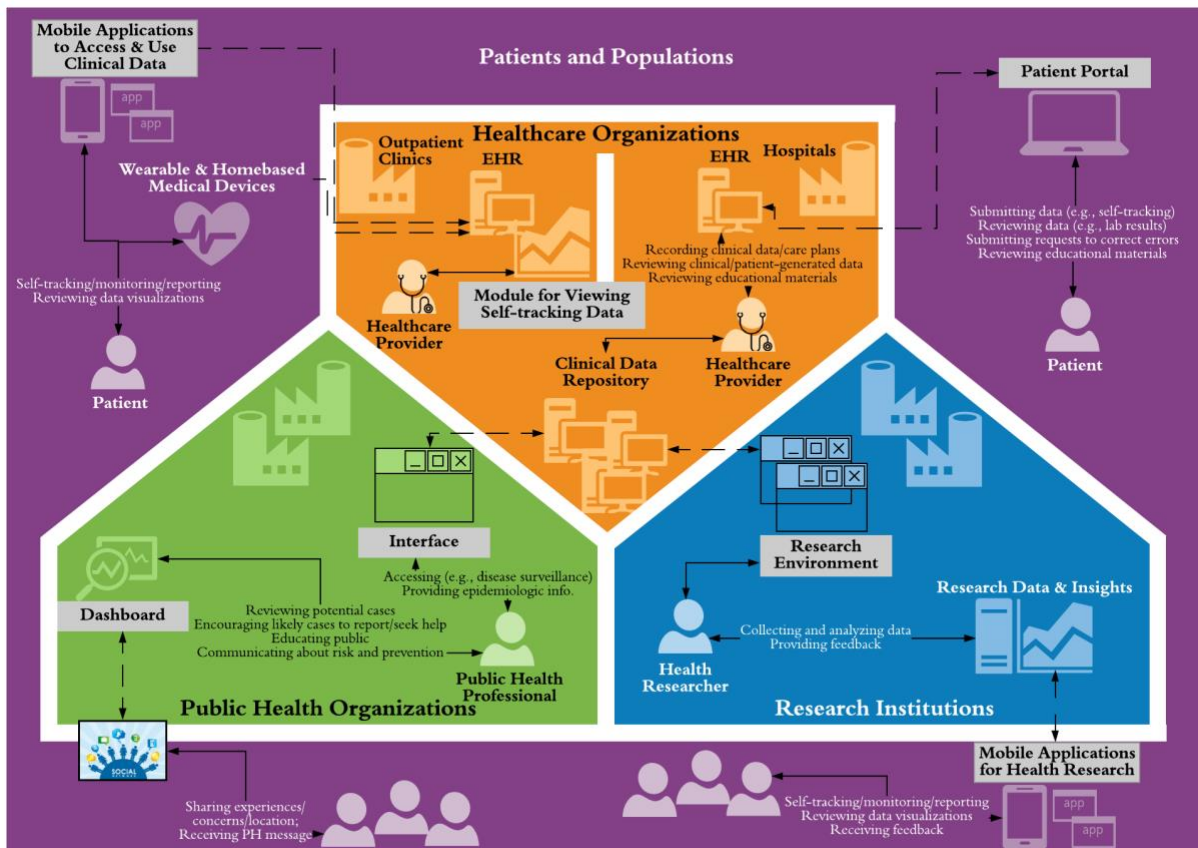 Mobile Applications
to Access & Use
Clinical Data
app
app
Patients and Populations
Patient Portal
Wearable & Homebased
Medical Devices
Self-tracking/monitoring/reporting
Reviewing data visualizations
Patient
Submitting data (e.g., self-tracking)
Reviewing data (e.g., lab results)
Submitting requests to correct errors
Reviewing educational materials
Patient
Healthcare Organizations
Outpatient
Clinics
EHR
EHR
Hospitals
Recording clinical data/care plans
Reviewing clinical/patient-generated data
Reviewing educational materials
Module for Viewing
Self-tracking Data
Healthcare
Provider
Clinical Data
Repository
Healthcare
Provider
Interface
Accessing (e.g., disease surveillance)
Providing epidemiologic info.
Dashboard
Reviewing potential cases
Encouraging likely cases to report/seek help
Educating public
Communicating about risk and prevention
Public Health
Professional
Public Health Organizations
Research
Environment
Research Data & Insights
Collecting and analyzing data
Providing feedback
Health
Researcher
Research Institutions
SOCIAL
Sharing experiences/
concerns/location;
Receiving PH message
Mobile Applications
for Health Research
Self-tracking/monitoring/reporting
Reviewing data visualizations
Receiving feedback
app
app